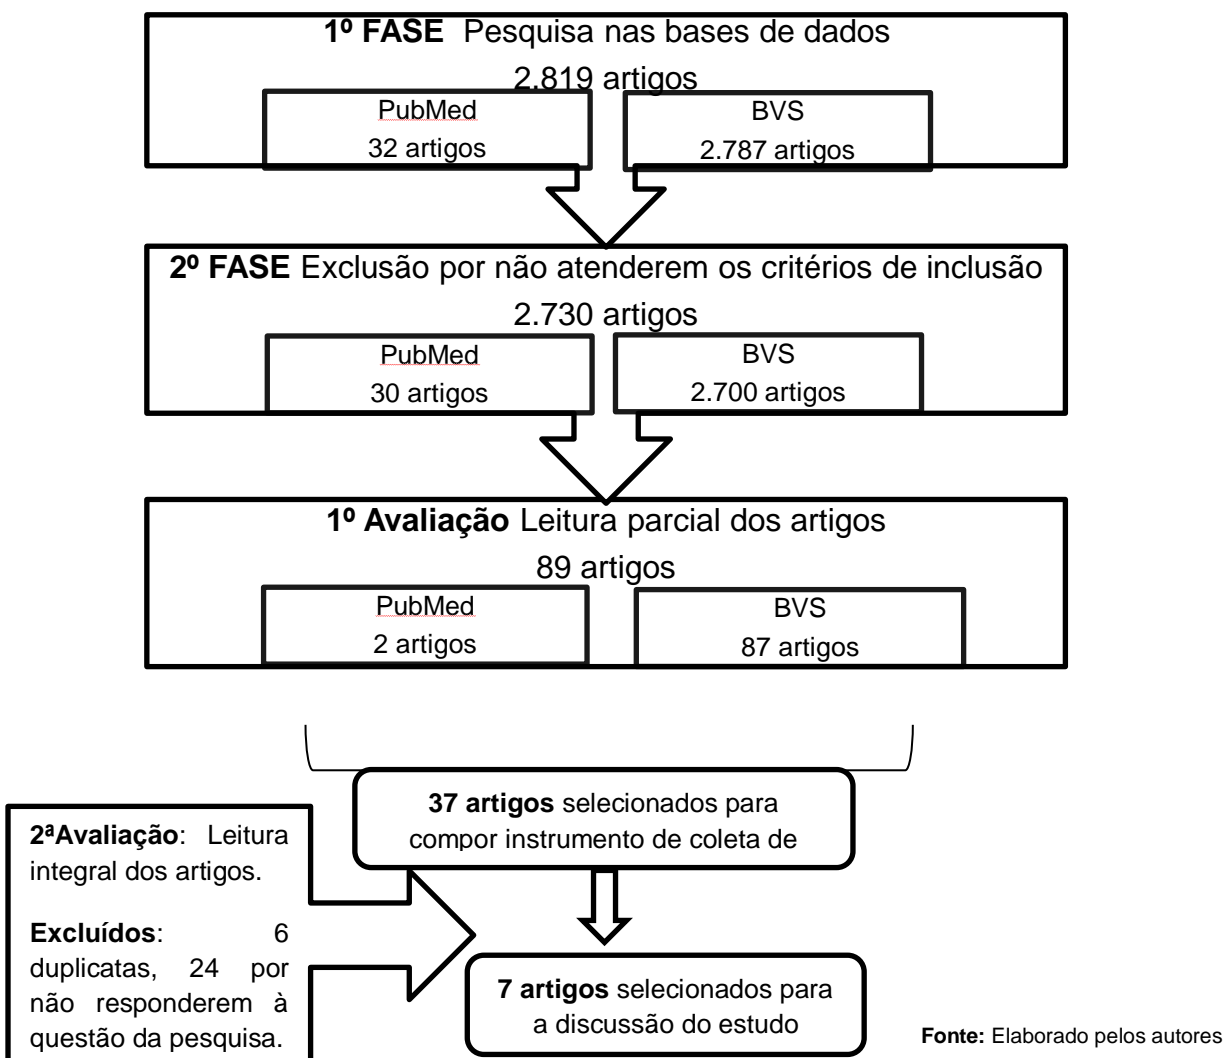 1º FASE Pesquisa nas bases de dados
2.819 artigos
PubMed
32 artigos
BVS
2.787 artigos
2º FASE Exclusão por não atenderem os critérios de inclusão
2.730 artigos
PubMed
30 artigos
BVS
2.700 artigos
1º Avaliação Leitura parcial dos artigos
89 artigos
PubMed
2 artigos
BVS
87 artigos
37 artigos selecionados para
compor instrumento de coleta de
2ªAvaliação: Leitura
integral dos artigos.
Excluídos: 6
duplicatas, 24 por
não responderem à
questão da pesquisa.
7 artigos selecionados para
a discussão do estudo
Fonte: Elaborado pelos autores